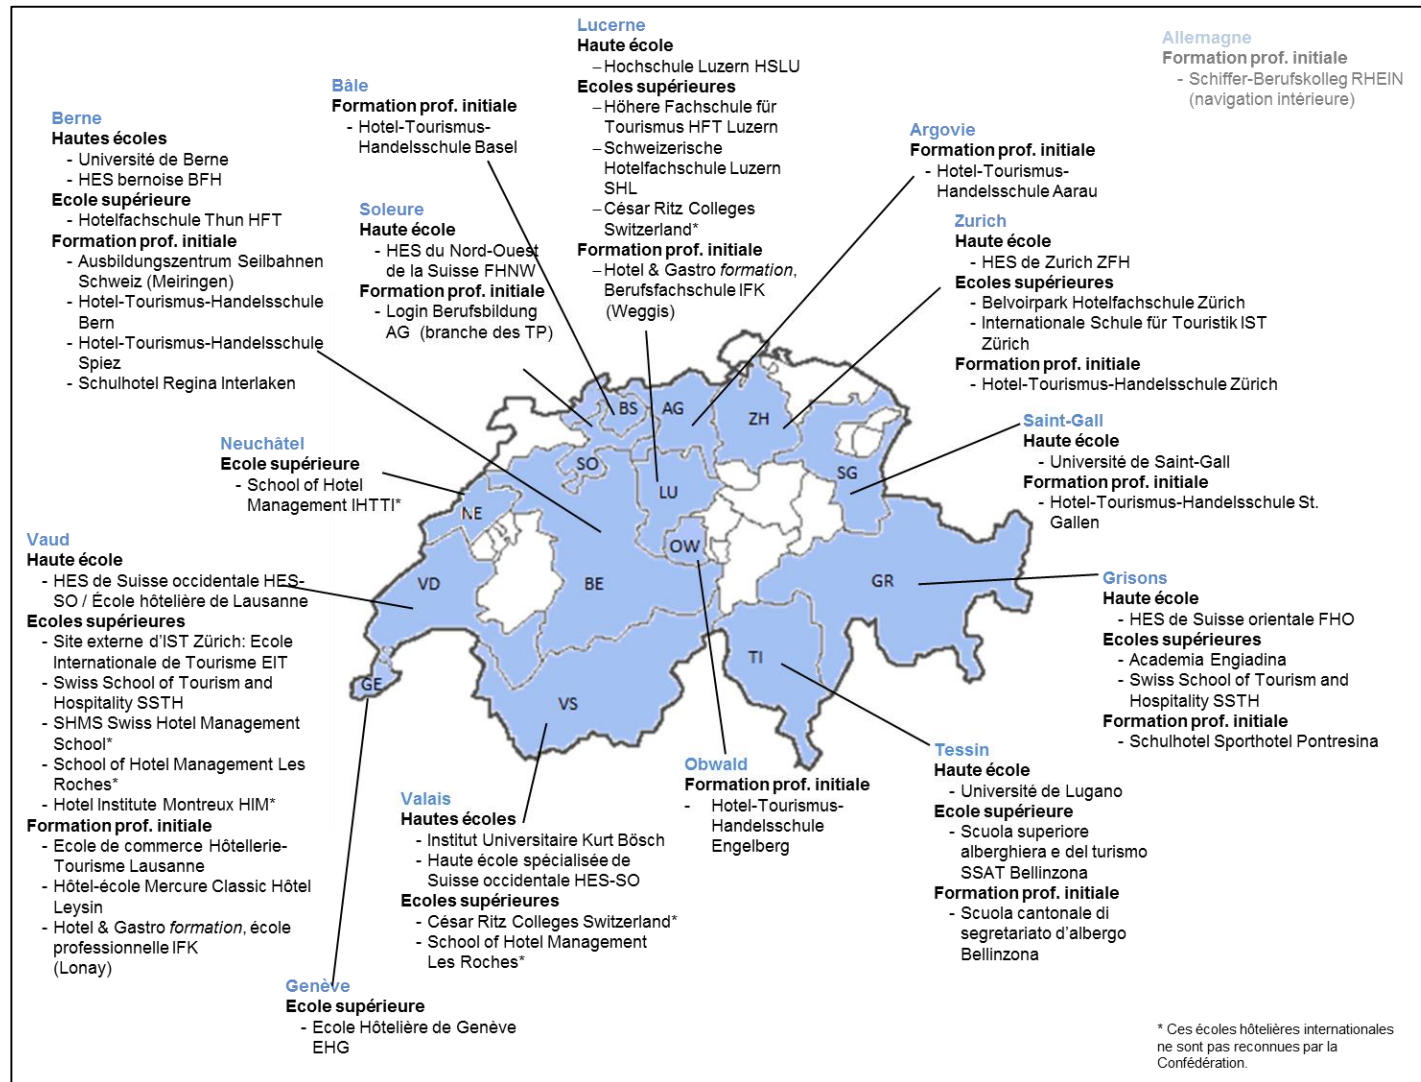 Lucerne
Haute école
–Hochschule Luzern HSLU
Ecoles supérieures
–Höhere Fachschule für
Tourismus HFT Luzern
–Schweizerische
Hotelfachschule Luzern
SHL
–César Ritz Colleges
Switzerland*
Formation prof. initiale
–Hotel & Gastro formation,
Berufsfachschule IFK
(Weggis)
Allemagne
Formation prof. initiale
- Schiffer-Berufskolleg RHEIN
(navigation intérieure)
Bâle
Formation prof. initiale
- Hotel-Tourismus-
Handelsschule Basel
Berne
Hautes écoles
- Université de Berne
- HES bernoise BFH
Ecole supérieure
- Hotelfachschule Thun HFT
Formation prof. initiale
- Ausbildungszentrum Seilbahnen
Schweiz (Meiringen)
- Hotel-Tourismus-Handelsschule
Bern
- Hotel-Tourismus-Handelsschule
Spiez
- Schulhotel Regina Interlaken
Argovie
Formation prof. initiale
- Hotel-Tourismus-
Handelsschule Aarau
Soleure
Haute école
- HES du Nord-Ouest
de la Suisse FHNW
Formation prof. initiale
- Login Berufsbildung
AG (branche des TP)
Zurich
Haute école
- HES de Zurich ZFH
Ecoles supérieures
- Belvoirpark Hotelfachschule Zürich
- Internationale Schule für Touristik IST
Zürich
Formation prof. initiale
- Hotel-Tourismus-Handelsschule Zürich
Saint-Gall
Haute école
- Université de Saint-Gall
Formation prof. initiale
- Hotel-Tourismus-Handelsschule St.
Gallen
Neuchâtel
Ecole supérieure
- School of Hotel
Management IHTTI*
BS
AG
ZH
SO
LU
SG
NE
OW
VD
BE
GR
TI
GE
VS
Vaud
Haute école
- HES de Suisse occidentale HES-
SO / École hôtelière de Lausanne
Ecoles supérieures
- Site externe d'IST Zürich: Ecole
Internationale de Tourisme EIT
- Swiss School of Tourism and
Hospitality SSTH
- SHMS Swiss Hotel Management
School*
- School of Hotel Management Les
Roches*
- Hotel Institute Montreux HIM*
Formation prof. initiale
- Ecole de commerce Hôtellerie-
Tourisme Lausanne
- Hôtel-école Mercure Classic Hôtel
Leysin
- Hotel & Gastro formation, école
professionnelle IFK
(Lonay)
Grisons
Haute école
- HES de Suisse orientale FHO
Ecoles supérieures
- Academia Engiadina
- Swiss School of Tourism and
Hospitality SSTH
Formation prof. initiale
- Schulhotel Sporthotel Pontresina
Tessin
Haute école
- Université de Lugano
Ecole supérieure
- Scuola superiore
alberghiera e del turismo
SSAT Bellinzona
Formation prof. initiale
- Scuola cantonale di
segretariato d'albergo
Bellinzona
Obwald
Formation prof. initiale
- Hotel-Tourismus-
Handelsschule
Engelberg
Valais
Hautes écoles
- Institut Universitaire Kurt Bösch
- Haute école spécialisée de
Suisse occidentale HES-SO
Ecoles supérieures
- César Ritz Colleges Switzerland*
- School of Hotel Management
Les Roches*
Genève
Ecole supérieure
- Ecole Hôtelière de Genève
EHG
* Ces écoles hôtelières internationales
ne sont pas reconnues par la
Confédération.